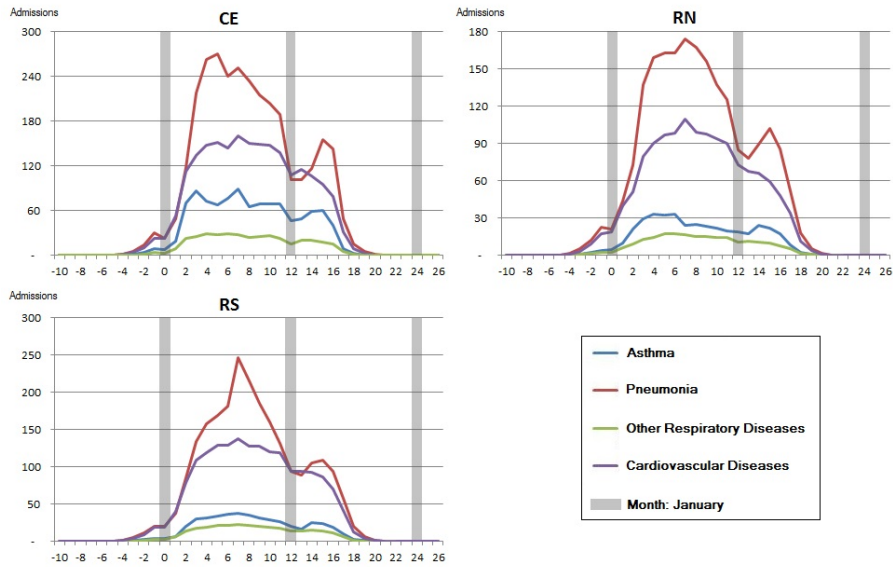 Admissions
CE
300
240
180
120
60
-
-10 -8 -6 -4 -2 0 2 4 6 8 10 12 14 16 18 20 22 24 26
Admissions
RN
180
150
120
90
60
30
-
-10 -8 -6 -4 -2 0 2 4 6 8 10 12 14 16 18 20 22 24 26
Admissions
RS
300
250
200
150
100
50
-
-10 -8 -6 -4 -2 0 2 4 6 8 10 12 14 16 18 20 22 24 26
Asthma
Pneumonia
Other Respiratory Diseases
Cardiovascular Diseases
Month: January